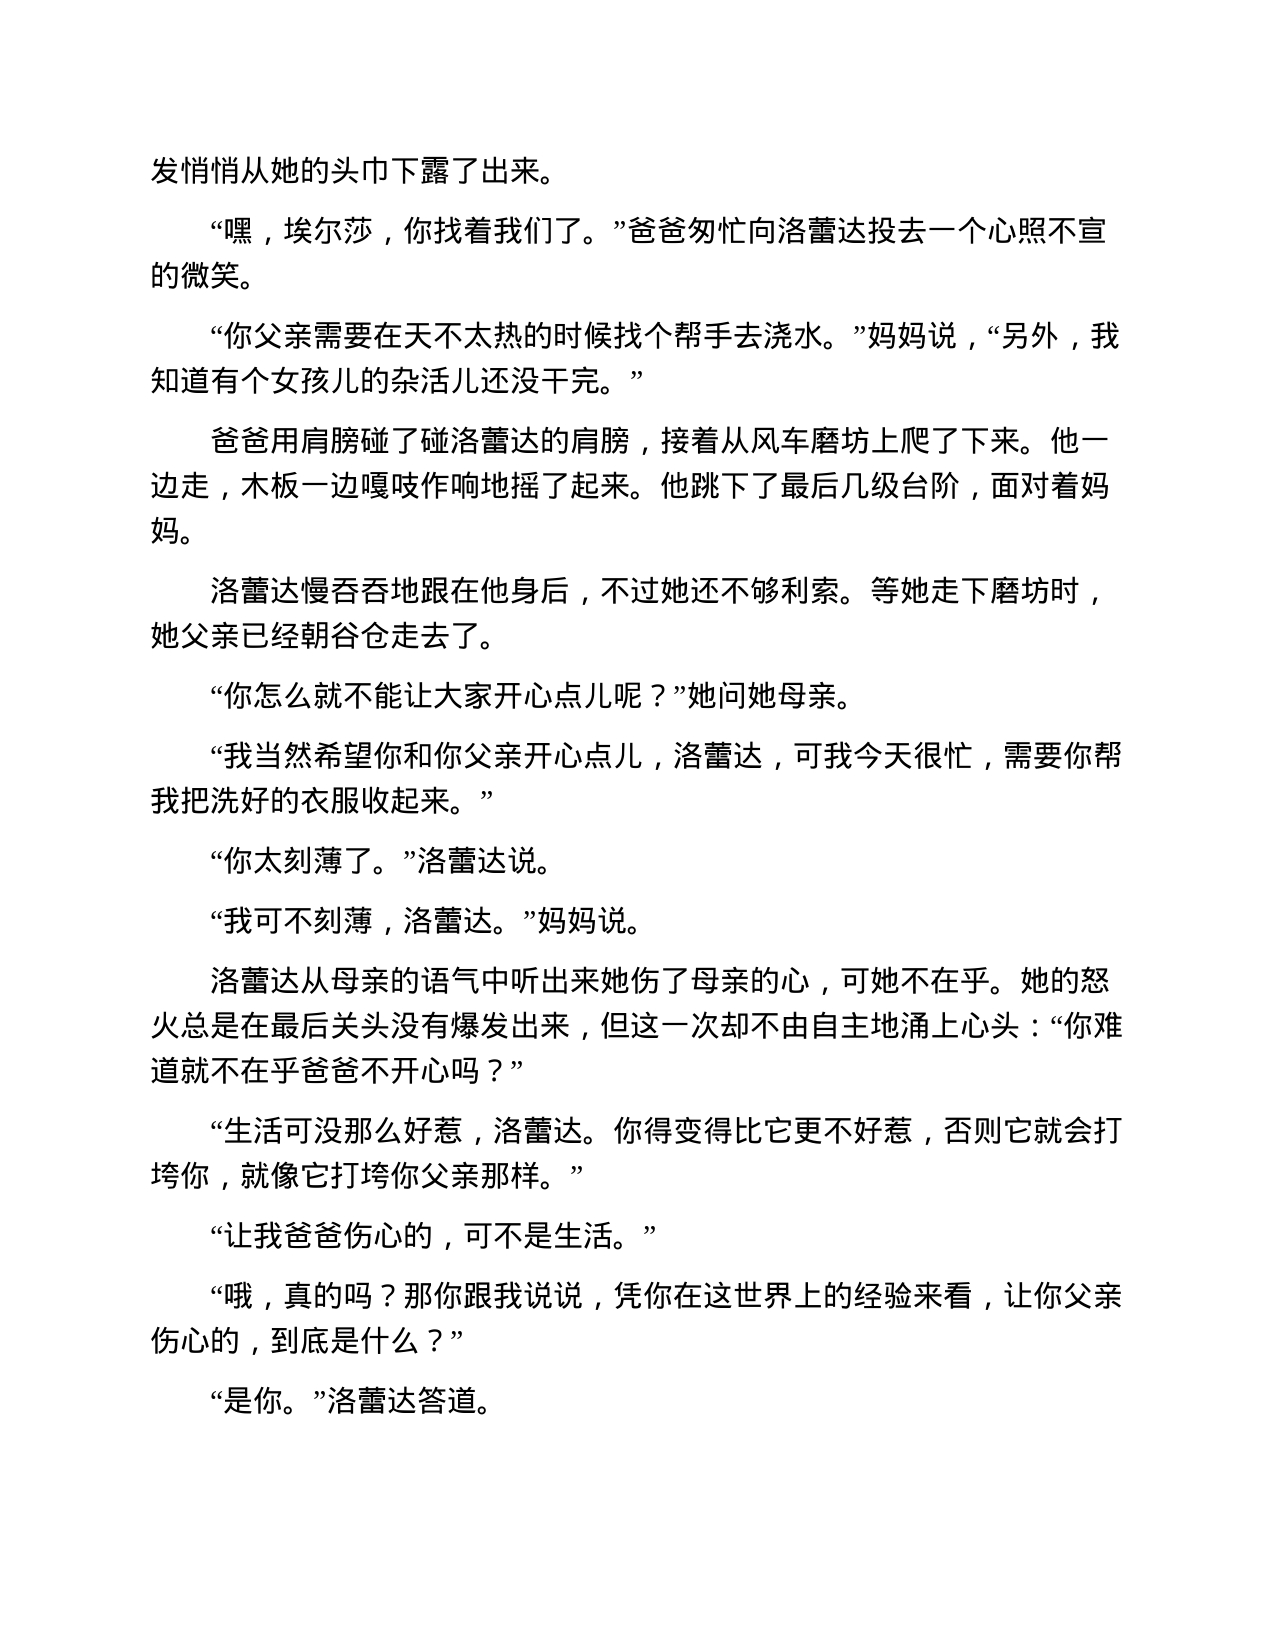 发悄悄从她的头巾下露了出来。
“嘿，埃尔莎，你找着我们了。”爸爸匆忙向洛蕾达投去一个心照不宣
的微笑。
“你父亲需要在天不太热的时候找个帮手去浇水。”妈妈说，“另外，我
知道有个女孩儿的杂活儿还没干完。”
爸爸用肩膀碰了碰洛蕾达的肩膀，接着从风车磨坊上爬了下来。他一
边走，木板一边嘎吱作响地摇了起来。他跳下了最后几级台阶，面对着妈
妈。
洛蕾达慢吞吞地跟在他身后，不过她还不够利索。等她走下磨坊时，
她父亲已经朝谷仓走去了。
“你怎么就不能让大家开心点儿呢？”她问她母亲。
“我当然希望你和你父亲开心点儿，洛蕾达，可我今天很忙，需要你帮
我把洗好的衣服收起来。”
“你太刻薄了。”洛蕾达说。
“我可不刻薄，洛蕾达。”妈妈说。
洛蕾达从母亲的语气中听出来她伤了母亲的心，可她不在乎。她的怒
火总是在最后关头没有爆发出来，但这一次却不由自主地涌上心头：“你难
道就不在乎爸爸不开心吗？”
“生活可没那么好惹，洛蕾达。你得变得比它更不好惹，否则它就会打
垮你，就像它打垮你父亲那样。”
“让我爸爸伤心的，可不是生活。”
“哦，真的吗？那你跟我说说，凭你在这世界上的经验来看，让你父亲
伤心的，到底是什么？”
“是你。”洛蕾达答道。